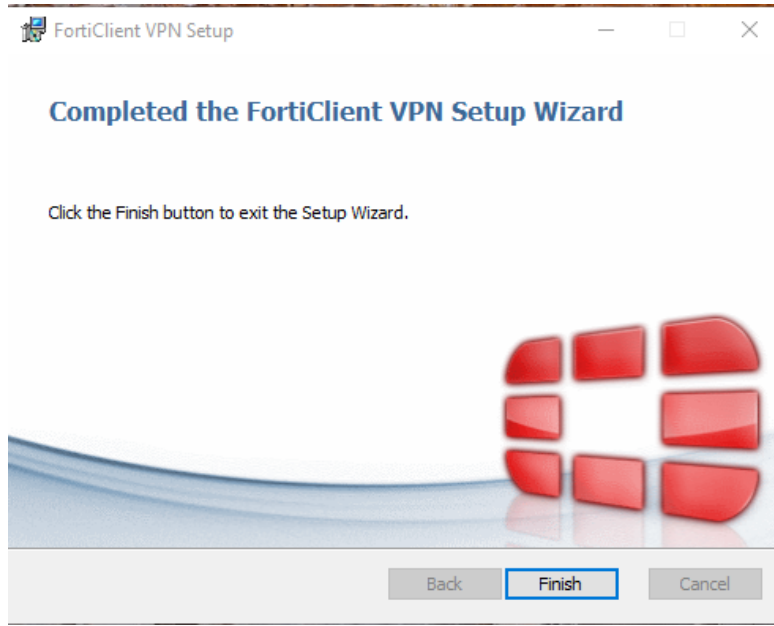 FortiClient VPN Setup
Completed the FortiClient VPN Setup Wizard
Click the Finish button to exit the Setup Wizard.
Back Finish Cancel